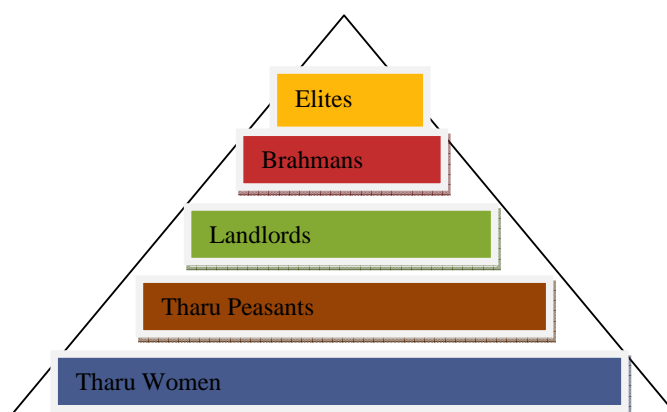 Elites
Brahmans
Landlords
Tharu Peasants
Tharu Women